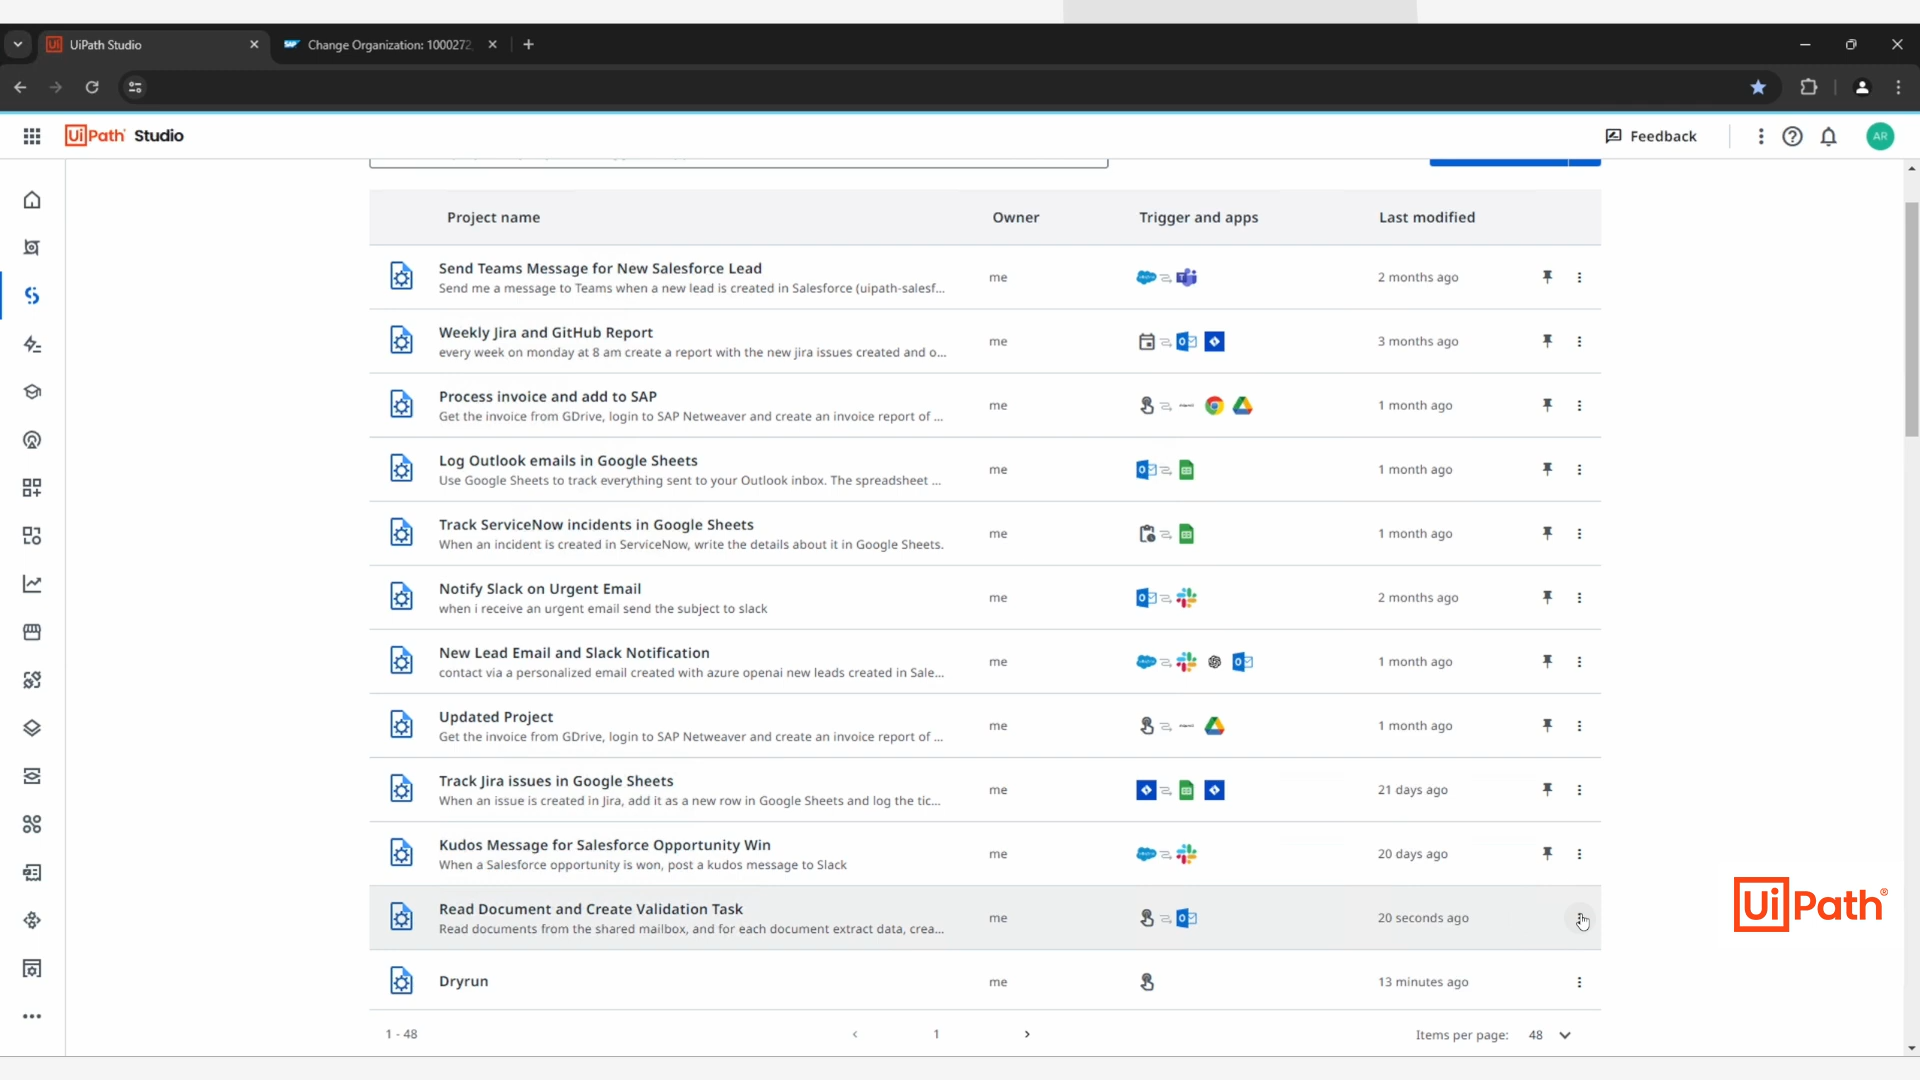 UiPath Studio
SAP
Change Organization: 1000272
UiPath Studio
Feedback
AR
Project name
Owner
Trigger and apps
Last modified
Send Teams Message for New Salesforce Lead
Send me a message to Teams when a new lead is created in Salesforce (uipath-salesf...
me
2 months ago
Weekly Jira and GitHub Report
every week on monday at 8 am create a report with the new jira issues created and o...
me
3 months ago
Process invoice and add to SAP
Get the invoice from GDrive, login to SAP Netweaver and create an invoice report of ...
me
1 month ago
Log Outlook emails in Google Sheets
Use Google Sheets to track everything sent to your Outlook inbox. The spreadsheet ...
me
1 month ago
Track ServiceNow incidents in Google Sheets
When an incident is created in ServiceNow, write the details about it in Google Sheets.
me
1 month ago
Notify Slack on Urgent Email
when i receive an urgent email send the subject to slack
me
2 months ago
New Lead Email and Slack Notification
contact via a personalized email created with azure openai new leads created in Sale...
me
1 month ago
Updated Project
Get the invoice from GDrive, login to SAP Netweaver and create an invoice report of ...
me
1 month ago
Track Jira issues in Google Sheets
When an issue is created in Jira, add it as a new row in Google Sheets and log the tic...
me
21 days ago
Kudos Message for Salesforce Opportunity Win
When a Salesforce opportunity is won, post a kudos message to Slack
me
20 days ago
Read Document and Create Validation Task
Read documents from the shared mailbox, and for each document extract data, crea...
me
20 seconds ago
UiPath®
Dryrun
me
13 minutes ago
1 - 48
1
Items per page: 48